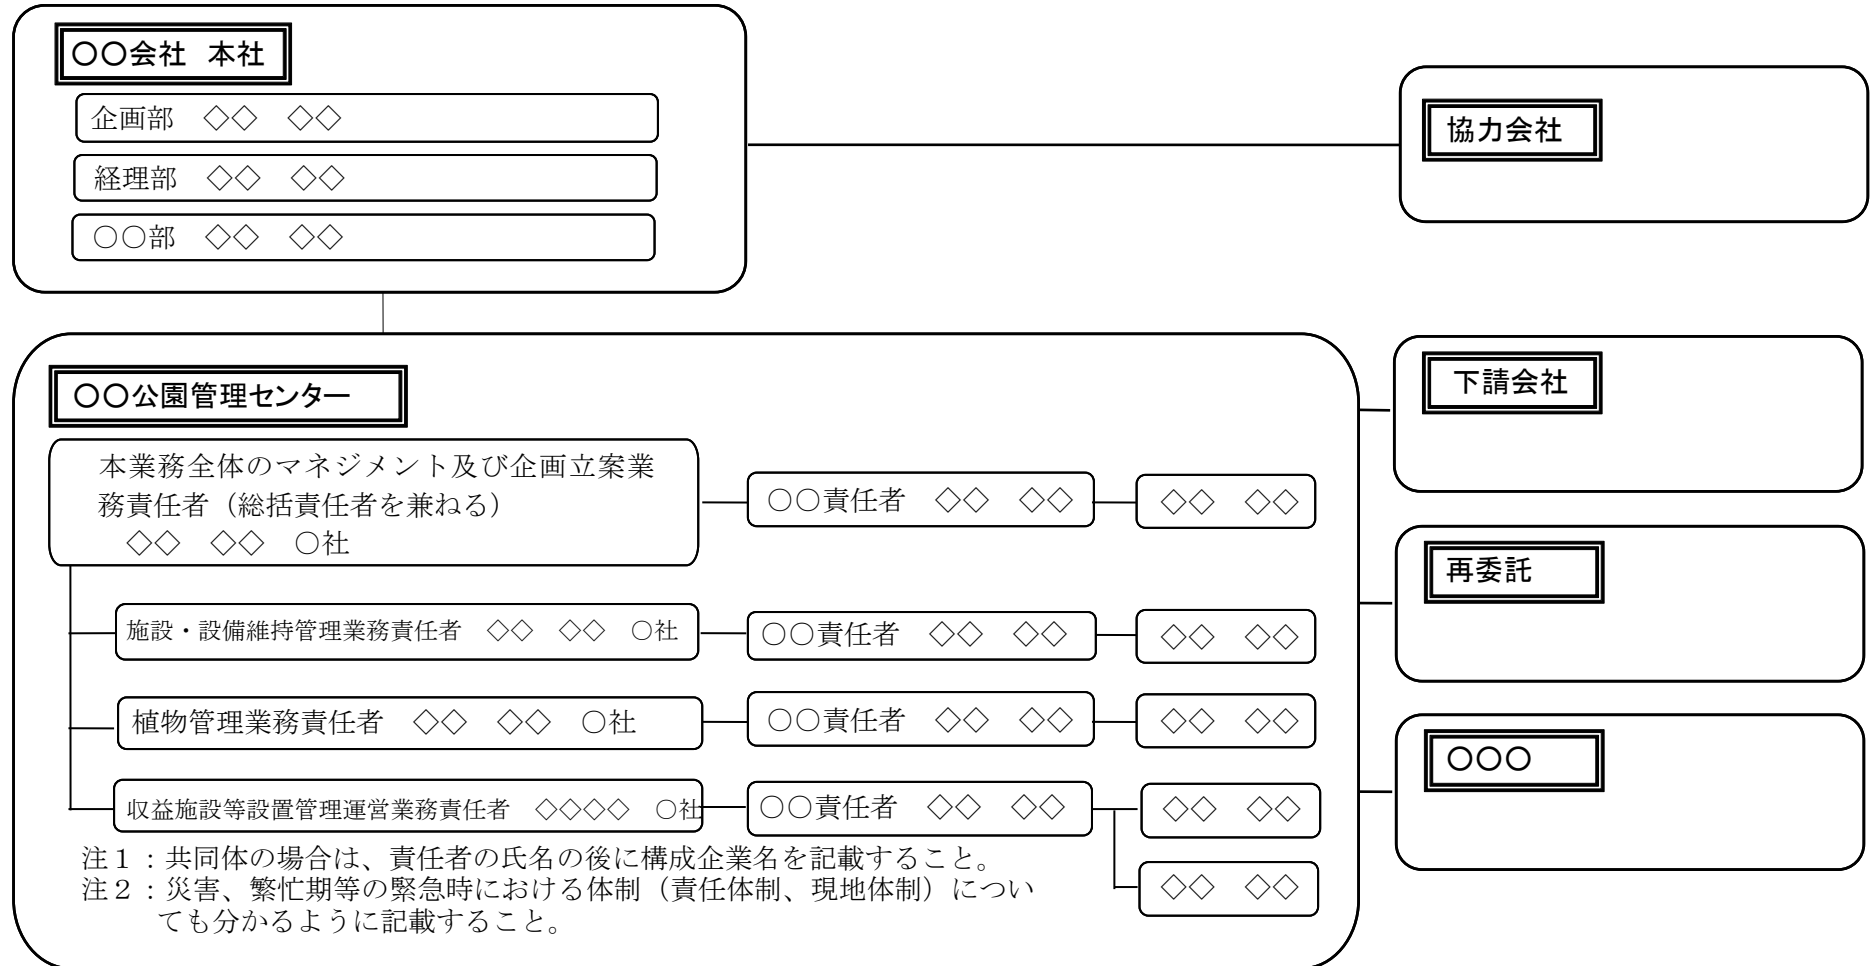 〇〇会社　本社
企画部　◇◇　◇◇
経理部　◇◇　◇◇
〇〇部　◇◇　◇◇
協力会社
〇〇公園管理センター
本業務全体のマネジメント及び企画立案業
務責任者（総括責任者を兼ねる）
◇◇　◇◇　〇社
〇〇責任者　◇◇　◇◇
◇◇　◇◇
施設・設備維持管理業務責任者　◇◇　◇◇　〇社
〇〇責任者　◇◇　◇◇
◇◇　◇◇
植物管理業務責任者　◇◇　◇◇　〇社
〇〇責任者　◇◇　◇◇
◇◇　◇◇
収益施設等設置管理運営業務責任者　◇◇◇◇　〇社
〇〇責任者　◇◇　◇◇
◇◇　◇◇
◇◇　◇◇
注１：共同体の場合は、責任者の氏名の後に構成企業名を記載すること。
注２：災害、繁忙期等の緊急時における体制（責任体制、現地体制）につい
ても分かるように記載すること。
下請会社
再委託
〇〇〇